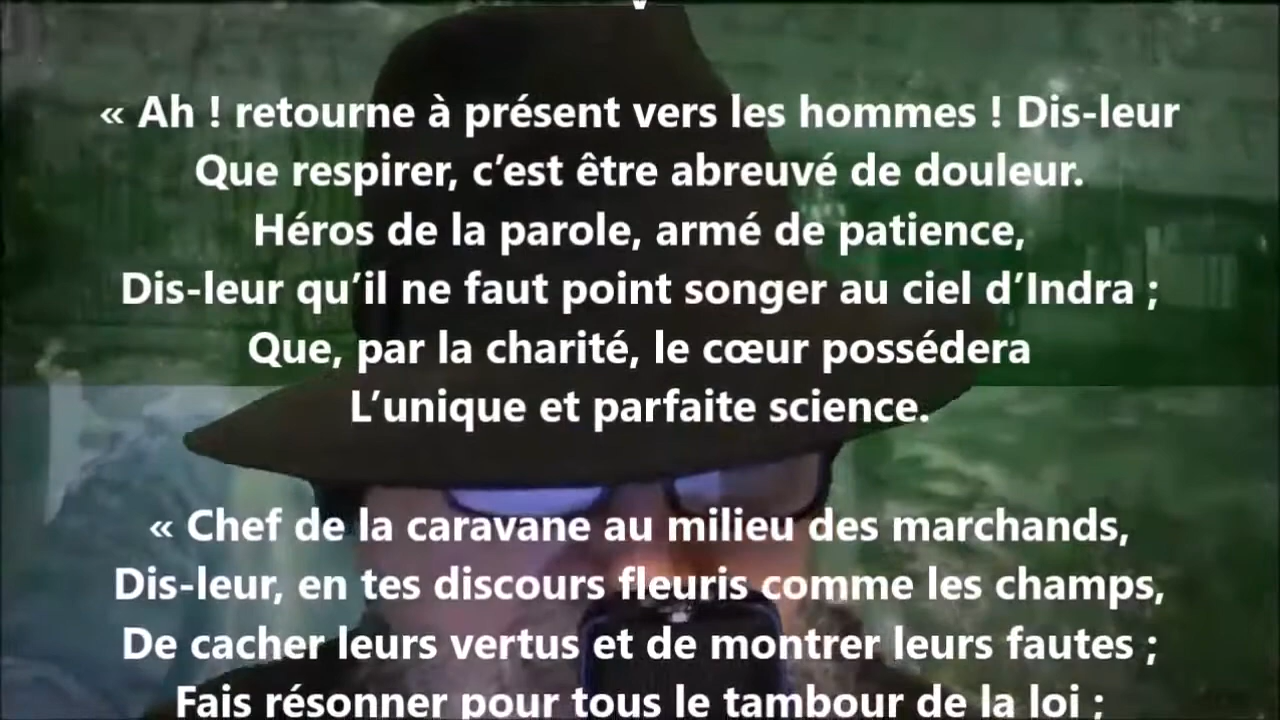 « Ah ! retourne à présent vers les hommes ! Dis-leur
Que respirer, c’est être abreuvé de douleur.
Héros de la parole, armé de patience,
Dis-leur qu’il ne faut point songer au ciel d’Indra ;
Que, par la charité, le cœur possédera
L’unique et parfaite science.
« Chef de la caravane au milieu des marchands,
Dis-leur, en tes discours fleuris comme les champs,
De cacher leurs vertus et de montrer leurs fautes ;
Fais résonner pour tous le tambour de la loi ;